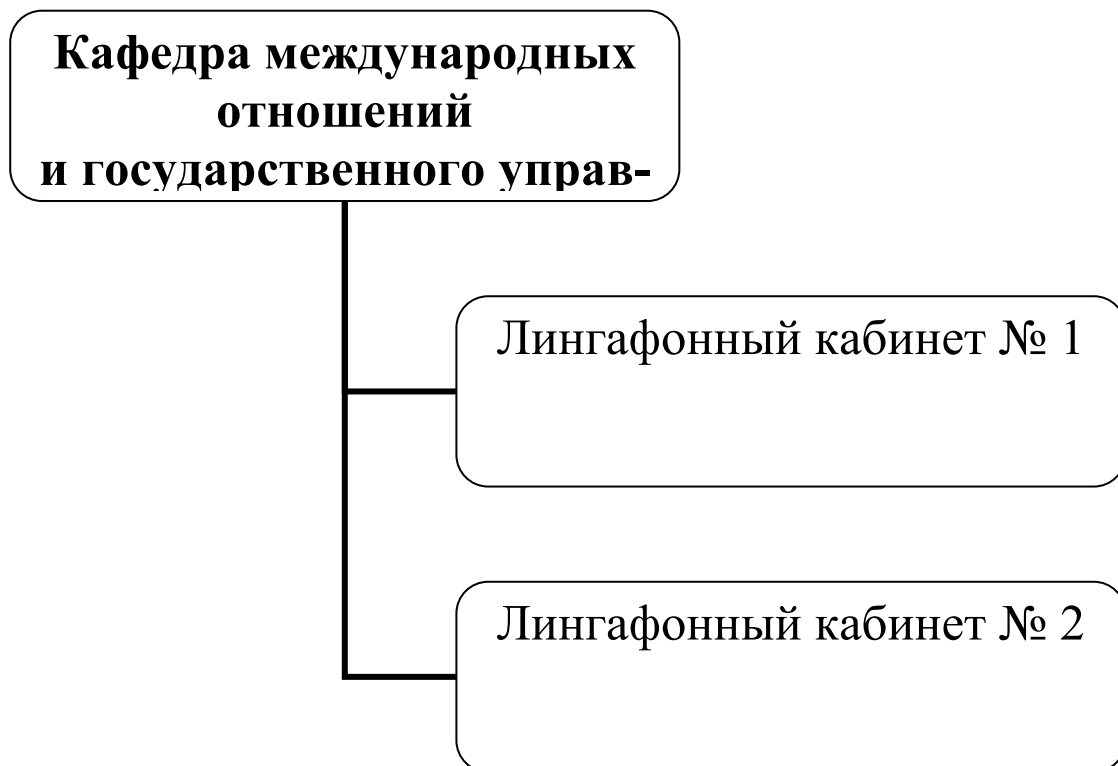 Кафедра международных
отношений
и государственного управ-
Лингафонный кабинет № 1
Лингафонный кабинет № 2